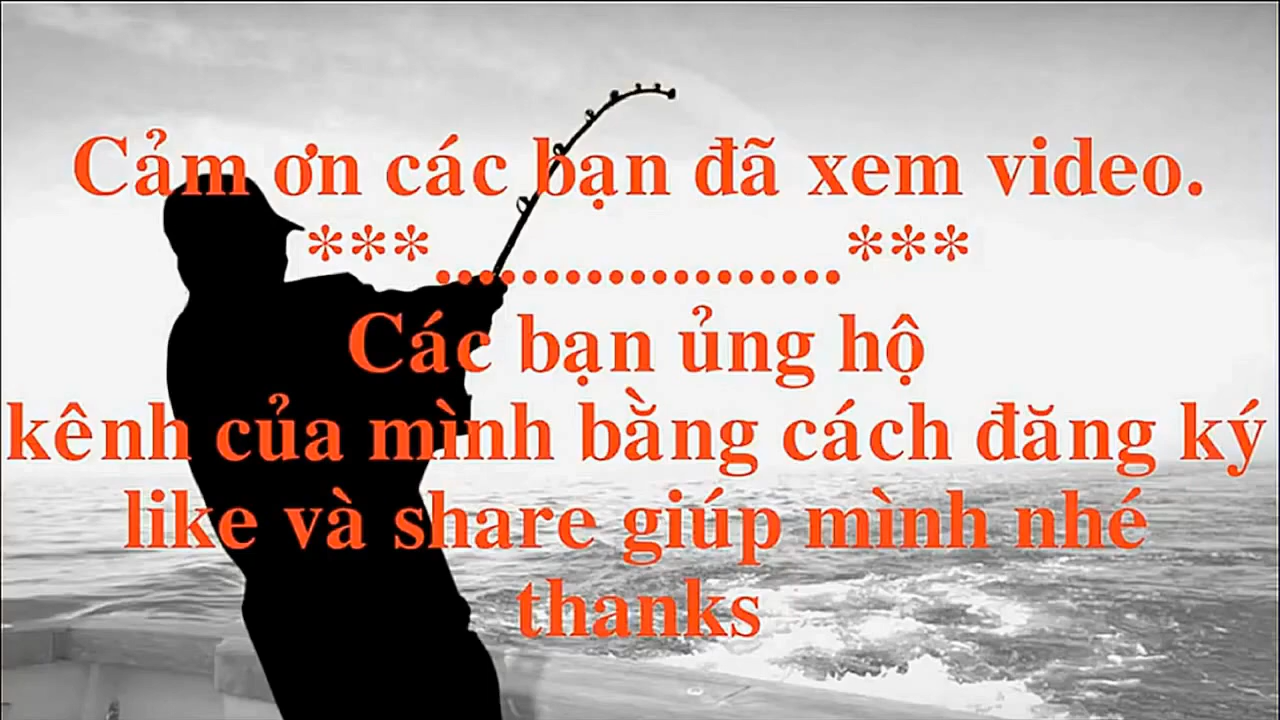 Cảm ơn các bạn đã xem video.
***...................***
Các bạn ủng hộ
kênh của mình bằng cách đăng ký
like và share giúp mình nhé
thanks